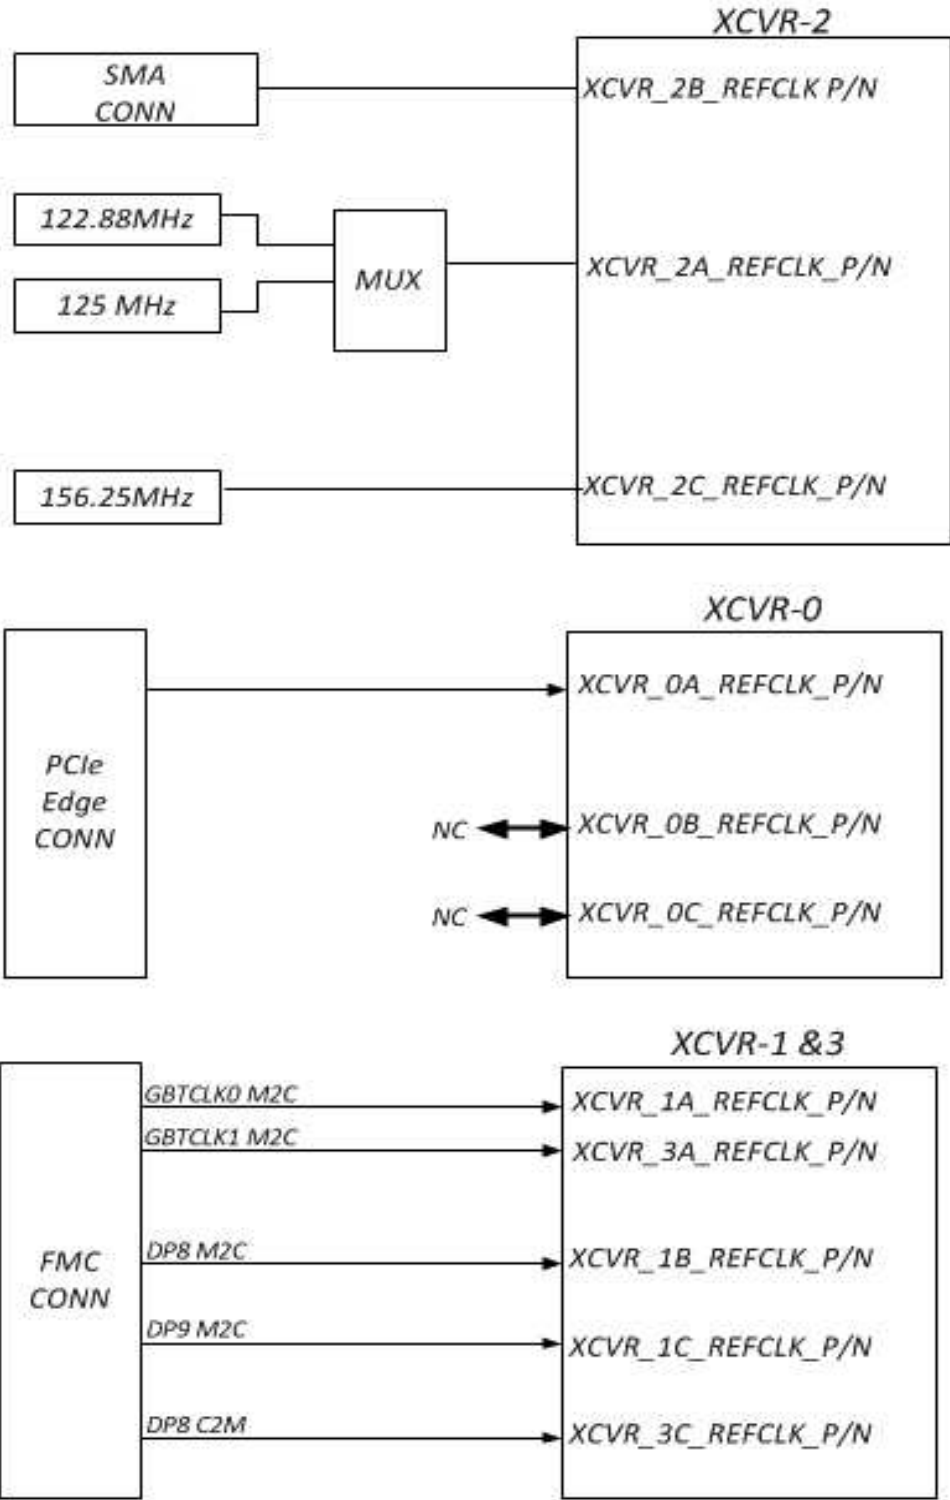 XCVR-2
SMA
CONN
XCVR_2B_REFCLK P/N
122.88MHz
125 MHz
MUX
XCVR_2A_REFCLK_P/N
156.25MHz
XCVR_2C_REFCLK_P/N
XCVR-0
PCIe
Edge
CONN
XCVR_0A_REFCLK_P/N
NC
XCVR_0B_REFCLK_P/N
NC
XCVR_0C_REFCLK_P/N
XCVR-1 &3
FMC
CONN
GBTCLK0 M2C
XCVR_1A_REFCLK_P/N
GBTCLK1 M2C
XCVR_3A_REFCLK_P/N
DP8 M2C
XCVR_1B_REFCLK_P/N
DP9 M2C
XCVR_1C_REFCLK_P/N
DP8 C2M
XCVR_3C_REFCLK_P/N